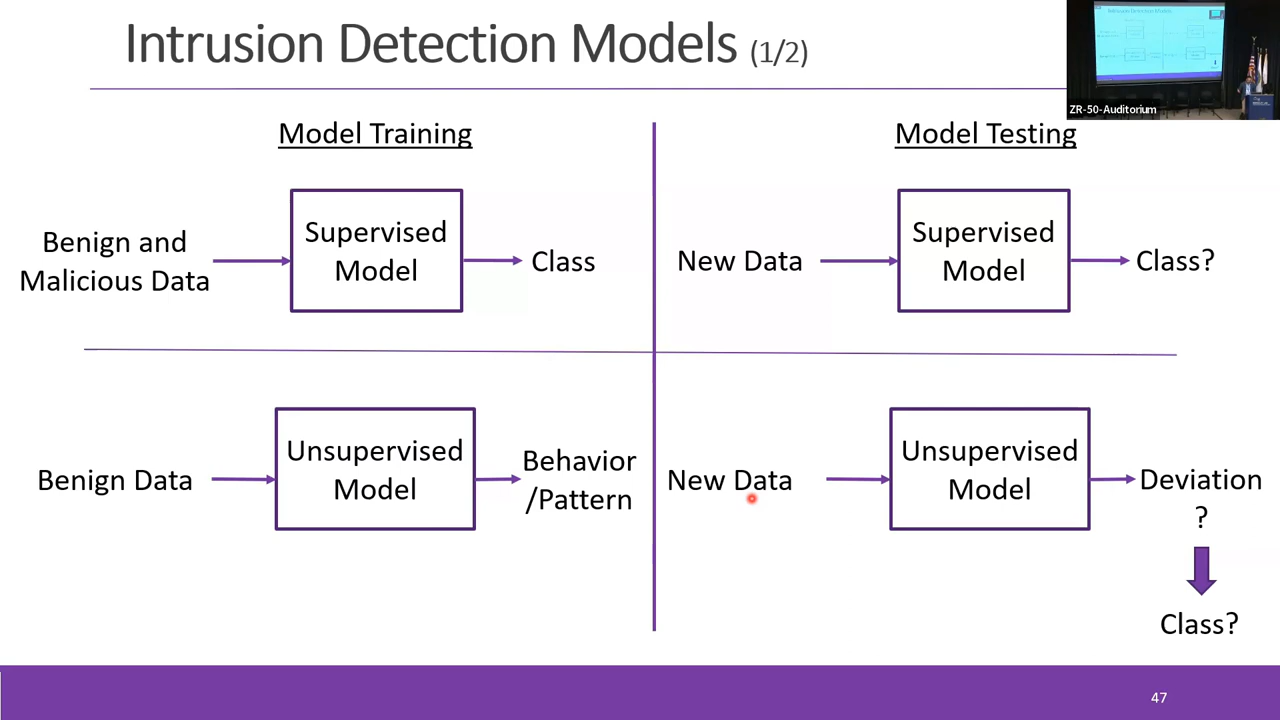 Intrusion Detection Models (1/2)
ZR-50-Auditorium
Model Training
Model Testing
Benign and
Malicious Data
Supervised
Model
Class
New Data
Supervised
Model
Class?
Benign Data
Unsupervised
Model
Behavior
/Pattern
New Data
Unsupervised
Model
Deviation
?
Class?
47